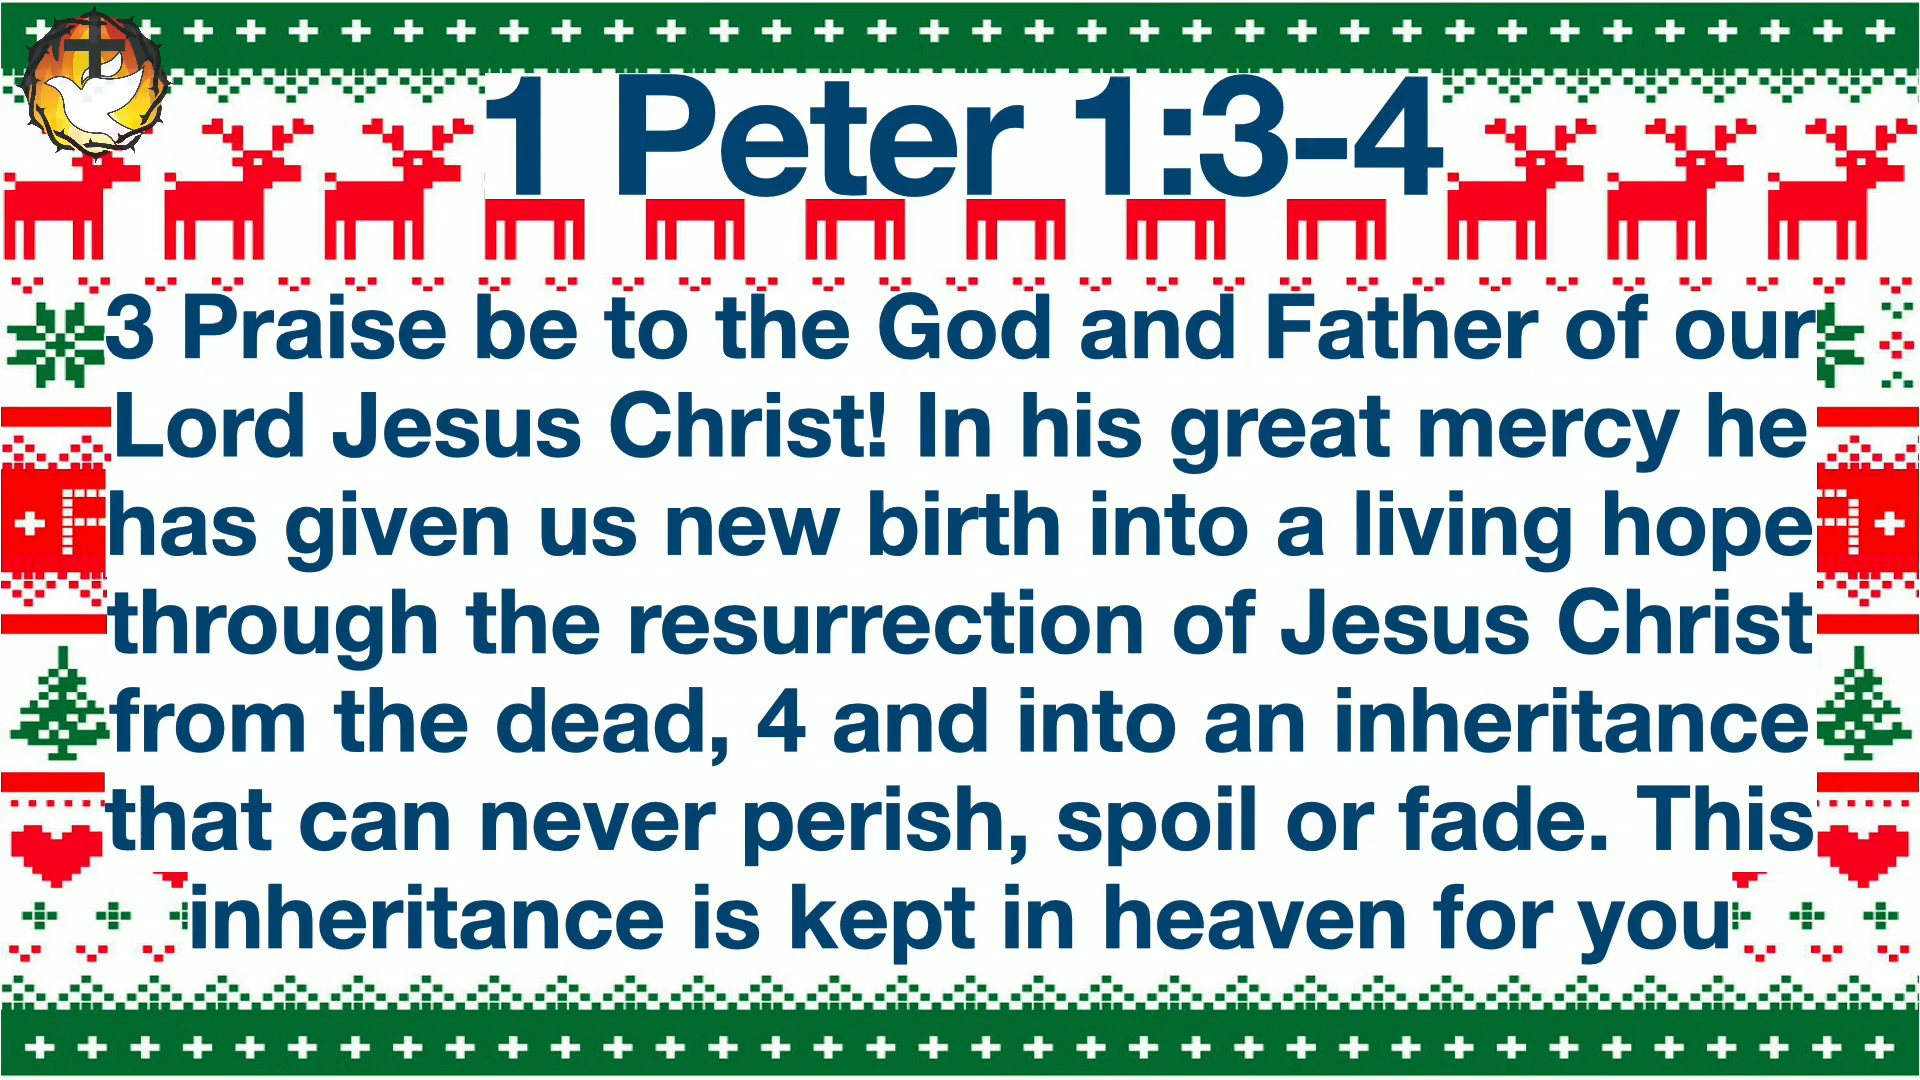 1 Peter 1:3-4
3 Praise be to the God and Father of our
Lord Jesus Christ! In his great mercy he
has given us new birth into a living hope
through the resurrection of Jesus Christ
from the dead, 4 and into an inheritance
that can never perish, spoil or fade. This
inheritance is kept in heaven for you